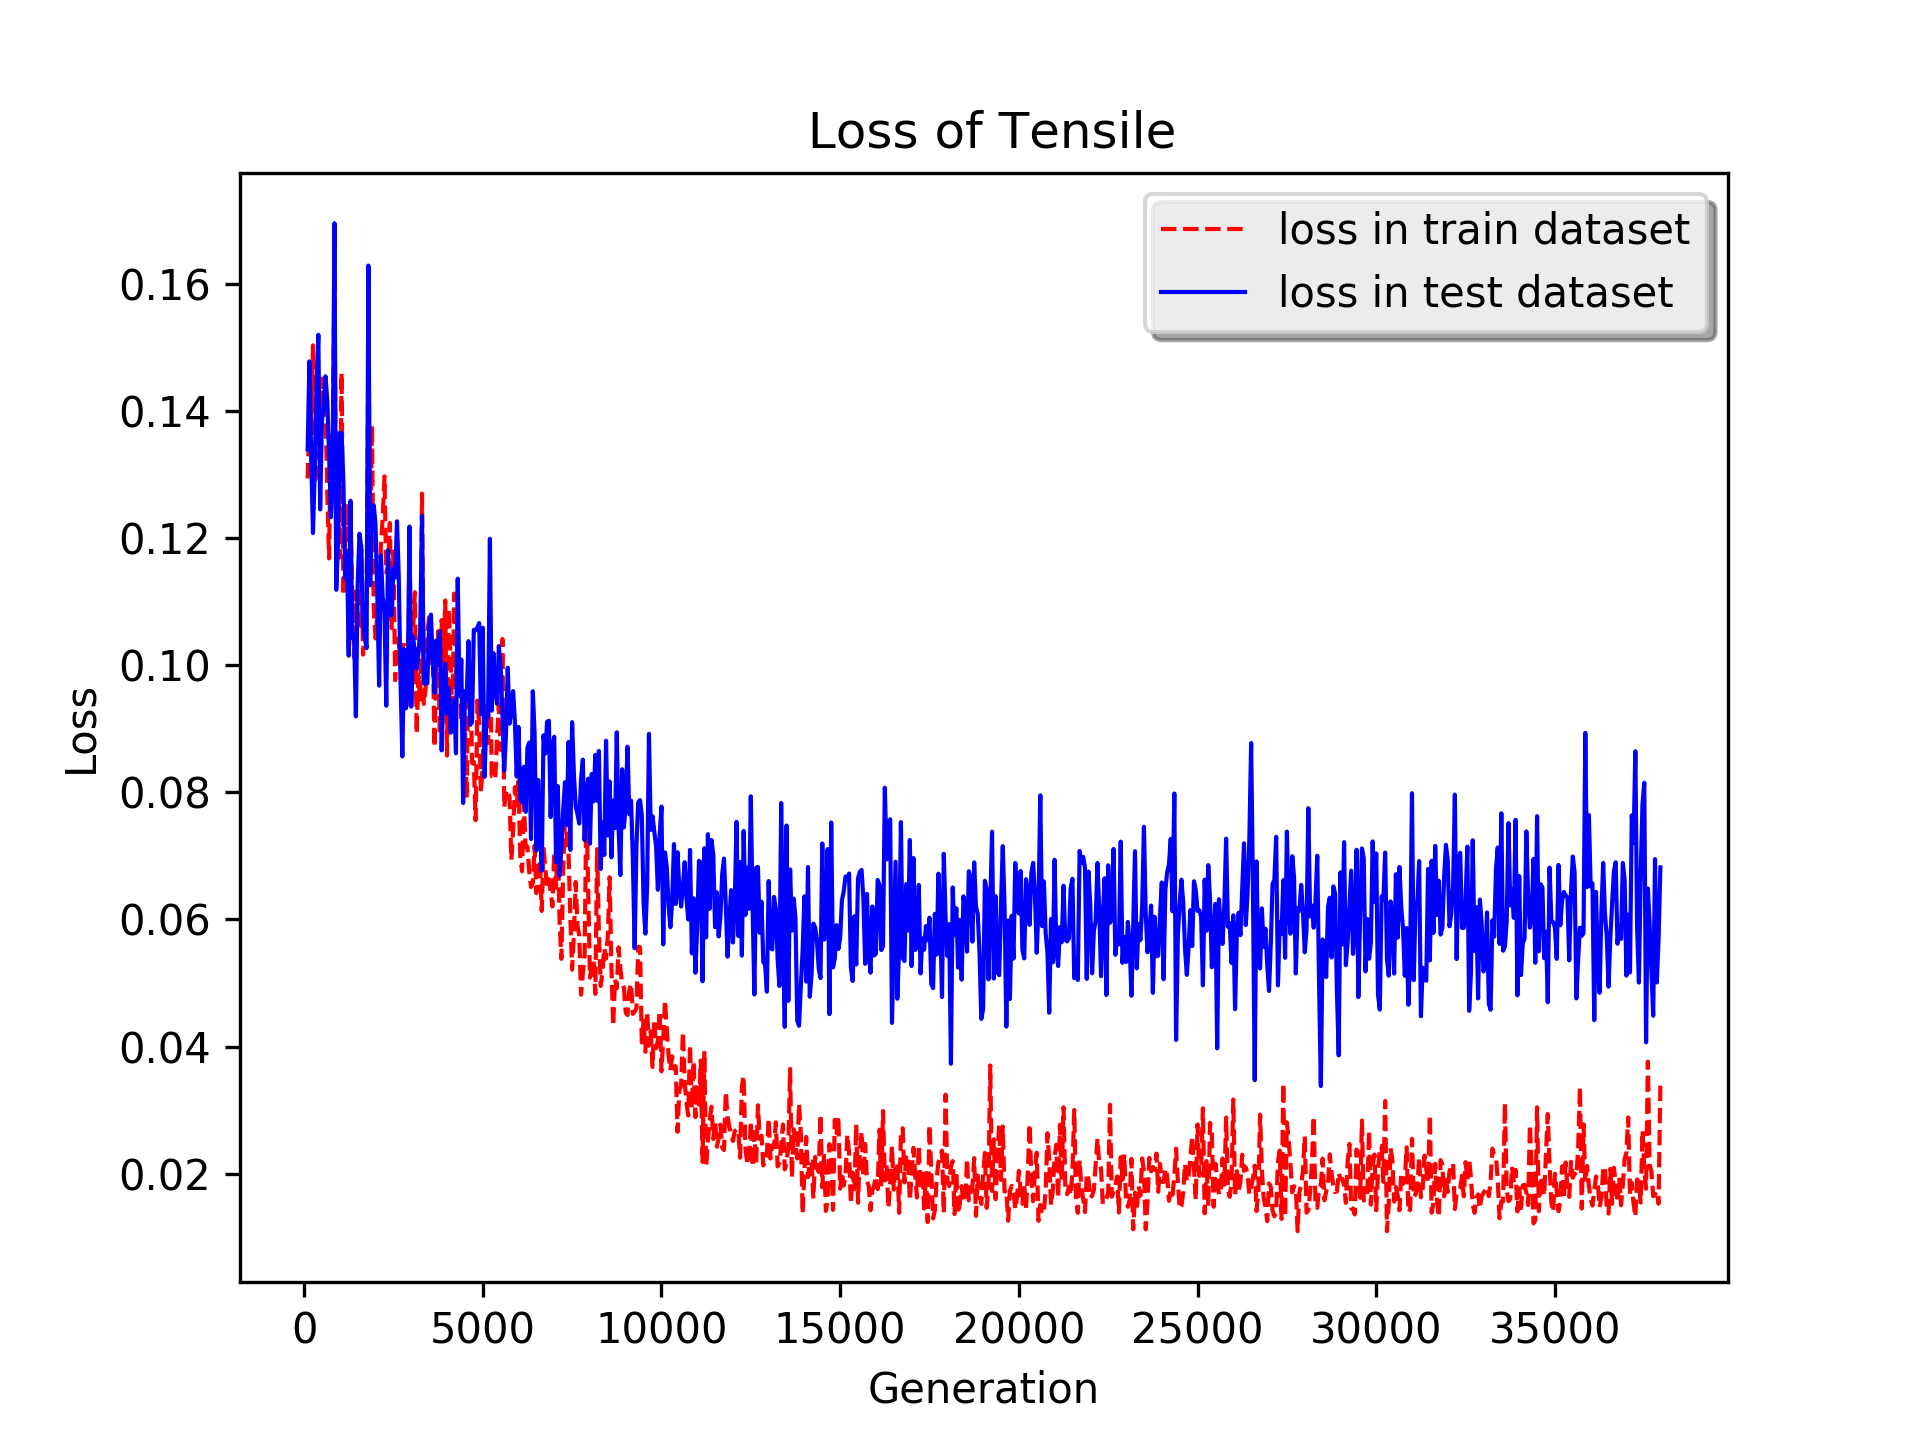 Loss of Tensile
loss in train dataset
loss in test dataset
0.16
0.14
0.12
0.10
0.08
0.06
0.04
0.02
Loss
0 5000 10000 15000 20000 25000 30000 35000
Generation